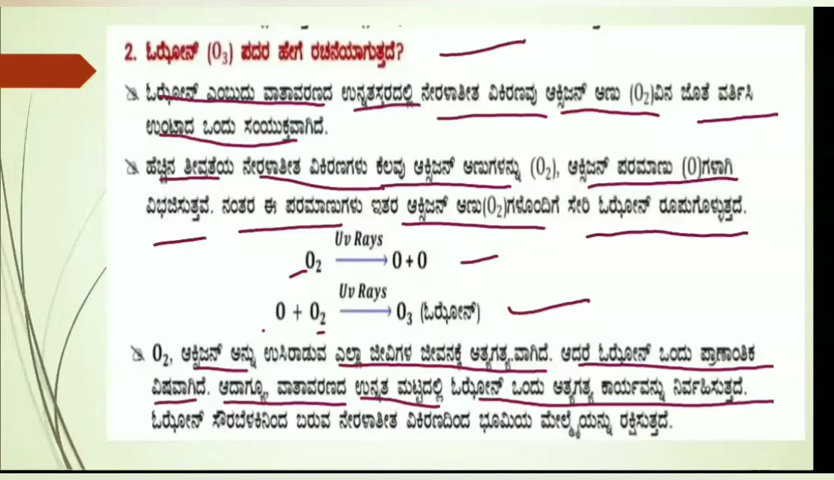 2. ಓಝೋನ್ (O₃) ಪದರ ಹೇಗೆ ರಚನೆಯಾಗುತ್ತದೆ?
ಓಝೋನ್ ಎಂಬುದು ವಾತಾವರಣದ ಉನ್ನತಸ್ತರದಲ್ಲಿ ನೇರಳಾತೀತ ವಿಕಿರಣವು ಆಕ್ಸಿಜನ್ ಅಣು (O₂)ವಿನ ಜೊತೆ ವರ್ತಿಸಿ
ಉಂಟಾದ ಒಂದು ಸಂಯುಕ್ತವಾಗಿದೆ.
ಹೆಚ್ಚಿನ ತೀವ್ರತೆಯ ನೇರಳಾತೀತ ವಿಕಿರಣಗಳು ಕೆಲವು ಆಕ್ಸಿಜನ್ ಅಣುಗಳನ್ನು (O₂), ಆಕ್ಸಿಜನ್ ಪರಮಾಣು (O)ಗಳಾಗಿ
ವಿಭಜಿಸುತ್ತವೆ. ನಂತರ ಈ ಪರಮಾಣುಗಳು ಇತರ ಆಕ್ಸಿಜನ್ ಅಣು(O₂)ಗಳೊಂದಿಗೆ ಸೇರಿ ಓಝೋನ್ ರೂಪುಗೊಳ್ಳುತ್ತದೆ.
Uv Rays
O₂ → O + O
Uv Rays
O + O₂ → O₃ (ಓಝೋನ್)
O₂, ಆಕ್ಸಿಜನ್ ಅನ್ನು ಉಸಿರಾಡುವ ಎಲ್ಲಾ ಜೀವಿಗಳ ಜೀವನಕ್ಕೆ ಅತ್ಯಗತ್ಯವಾಗಿದೆ. ಆದರೆ ಓಝೋನ್ ಒಂದು ಪ್ರಾಣಾಂತಿಕ
ವಿಷವಾಗಿದೆ. ಆದಾಗ್ಯೂ, ವಾತಾವರಣದ ಉನ್ನತ ಮಟ್ಟದಲ್ಲಿ ಓಝೋನ್ ಒಂದು ಅತ್ಯಗತ್ಯ ಕಾರ್ಯವನ್ನು ನಿರ್ವಹಿಸುತ್ತದೆ.
ಓಝೋನ್ ಸೌರಬೆಳಕಿನಿಂದ ಬರುವ ನೇರಳಾತೀತ ವಿಕಿರಣದಿಂದ ಭೂಮಿಯ ಮೇಲ್ಮೈಯನ್ನು ರಕ್ಷಿಸುತ್ತದೆ.